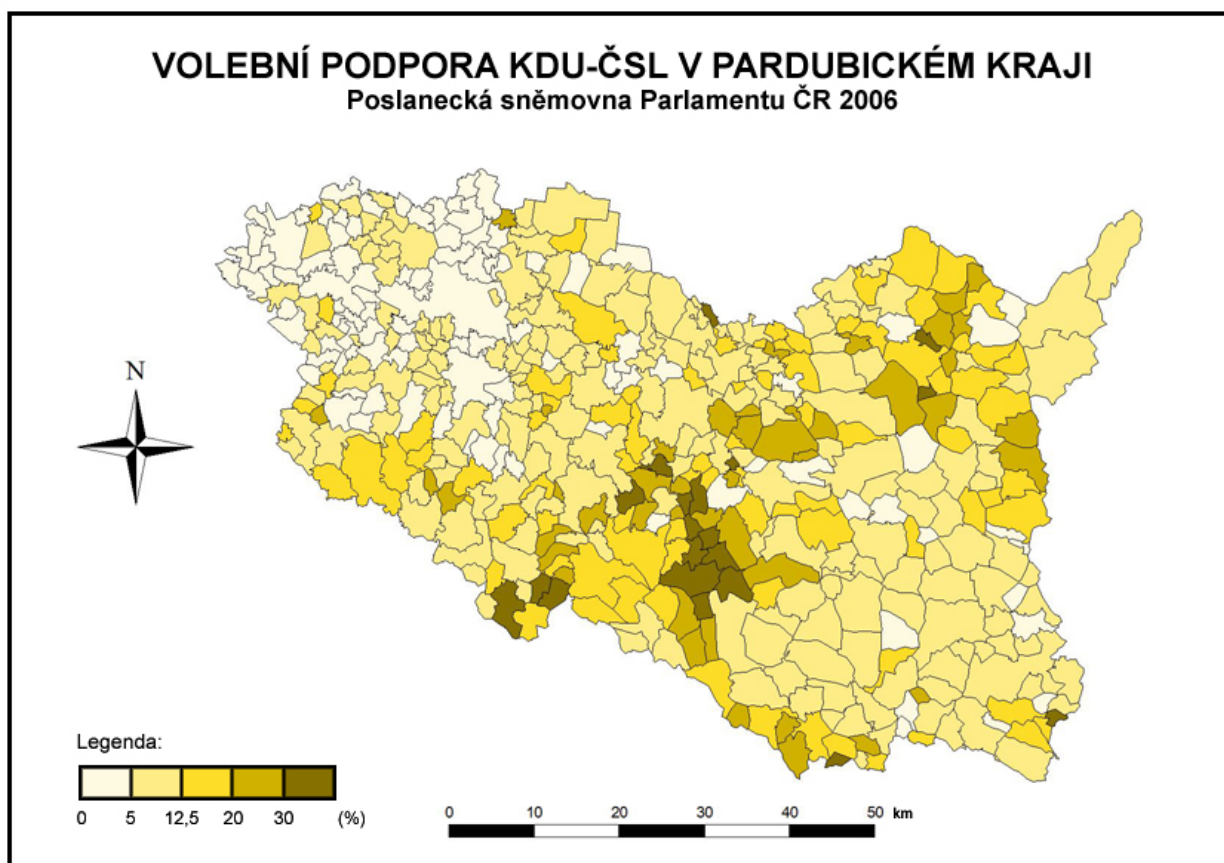 VOLEBNÍ PODPORA KDU-ČSL V PARDUBICKÉM KRAJI
Poslanecká sněmovna Parlamentu ČR 2006
N
Legenda:
0 5 12,5 20 30 (%)
0 10 20 30 40 50 km